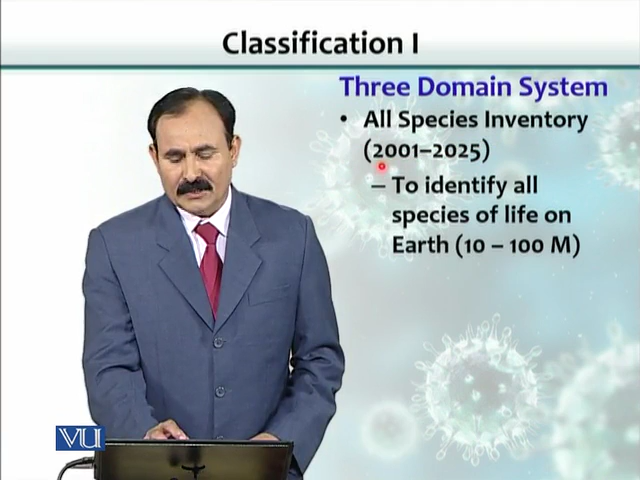 Classification I
Three Domain System
• All Species Inventory
(2001–2025)
– To identify all
species of life on
Earth (10 – 100 M)
VU